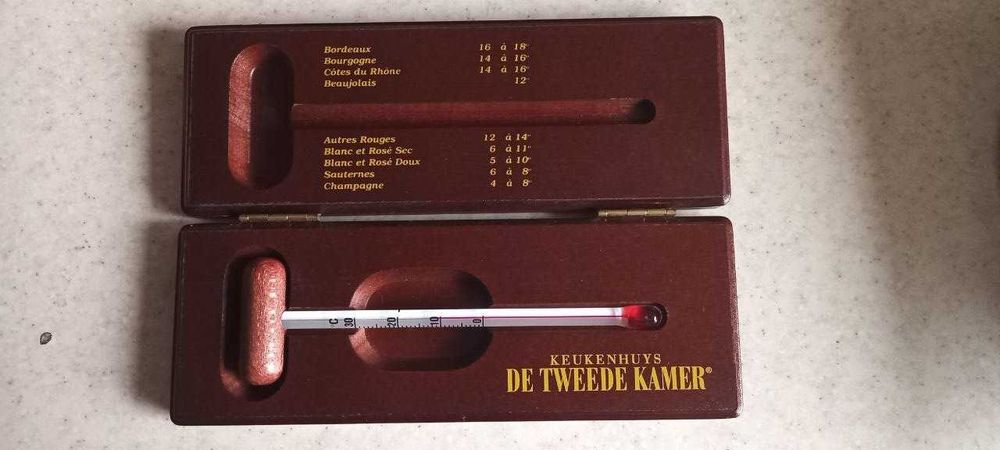 Bordeaux 16 à 18°
Bourgogne 14 à 16°
Côtes du Rhône 14 à 16°
Beaujolais 12°
Autres Rouges 12 à 14°
Blanc et Rosé Sec 6 à 11°
Blanc et Rosé Doux 5 à 10°
Sauternes 6 à 8°
Champagne 4 à 8°
°C 30 20 10 0
KEUKENHUYS
DE TWEEDE KAMER®